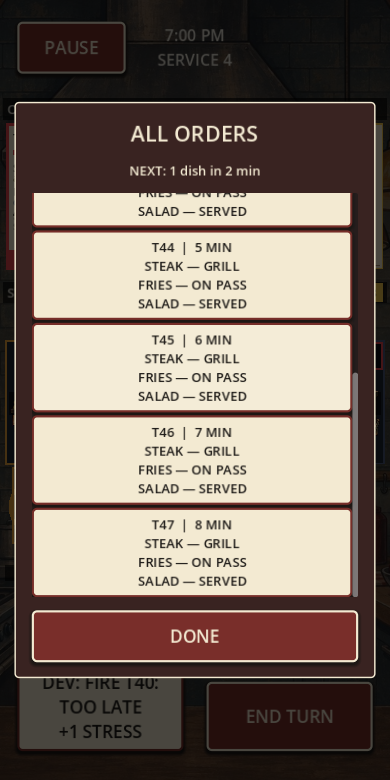 PAUSE
7:00 PM
SERVICE 4
ALL ORDERS
NEXT: 1 dish in 2 min
FRIES — ON PASS
SALAD — SERVED
T44 | 5 MIN
STEAK — GRILL
FRIES — ON PASS
SALAD — SERVED
T45 | 6 MIN
STEAK — GRILL
FRIES — ON PASS
SALAD — SERVED
T46 | 7 MIN
STEAK — GRILL
FRIES — ON PASS
SALAD — SERVED
T47 | 8 MIN
STEAK — GRILL
FRIES — ON PASS
SALAD — SERVED
DONE
DEV: FIRE T40:
TOO LATE
+1 STRESS
END TURN